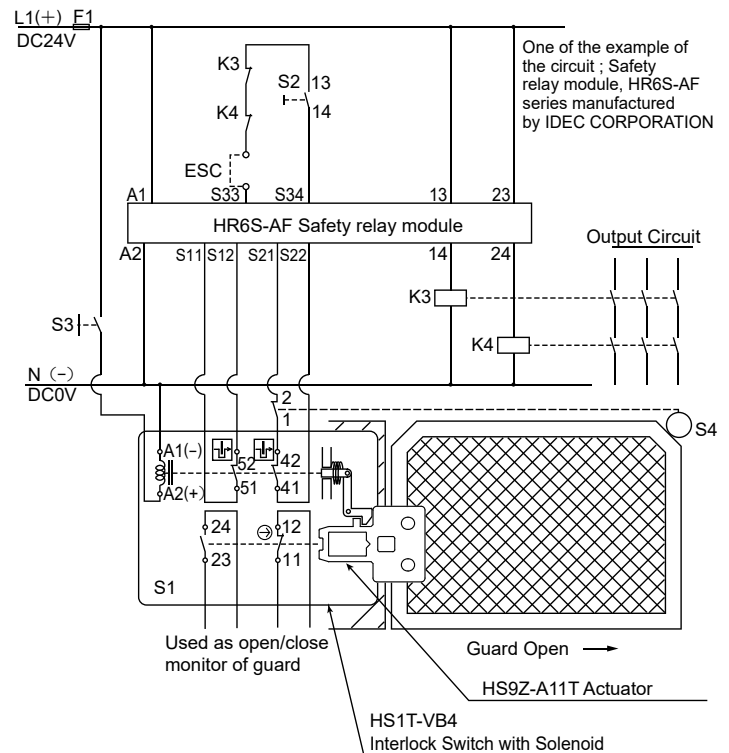 L1(+) F1
DC24V
One of the example of
the circuit ; Safety
relay module, HR6S-AF
series manufactured
by IDEC CORPORATION
K3
S2 13
K4 14
ESC
A1 S33 S34 13 23
HR6S-AF Safety relay module
A2 S11 S12 S21 S22 14 24
Output Circuit
K3
S3
K4
N (-)
DC0V
2
1
S4
A1(-) 52 42
A2(+) 51 41
24 12
23 11
S1
Used as open/close
monitor of guard
Guard Open
HS9Z-A11T Actuator
HS1T-VB4
Interlock Switch with Solenoid